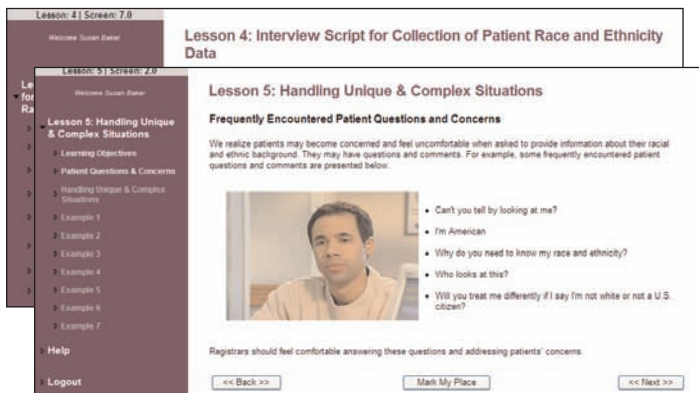 Lesson: 4 | Screen: 7.0
Welcome Susan Baker
Lesson 4: Interview Script for Collection of Patient Race and Ethnicity
Data
Le
for
Ra
Lesson: 5 | Screen: 2.0
Welcome Susan Baker
Lesson 5: Handling Unique
& Complex Situations
Learning Objectives
Patient Questions & Concerns
Handling Unique & Complex
Situations
Example 1
Example 2
Example 3
Example 4
Example 5
Example 6
Example 7
Help
Logout
Lesson 5: Handling Unique & Complex Situations
Frequently Encountered Patient Questions and Concerns
We realize patients may become concerned and feel uncomfortable when asked to provide information about their racial
and ethnic background. They may have questions and comments. For example, some frequently encountered patient
questions and comments are presented below.
• Can't you tell by looking at me?
• I'm American
• Why do you need to know my race and ethnicity?
• Who looks at this?
• Will you treat me differently if I say I'm not white or not a U.S.
citizen?
Registrars should feel comfortable answering these questions and addressing patients' concerns.
<< Back >>
Mark My Place
<< Next >>